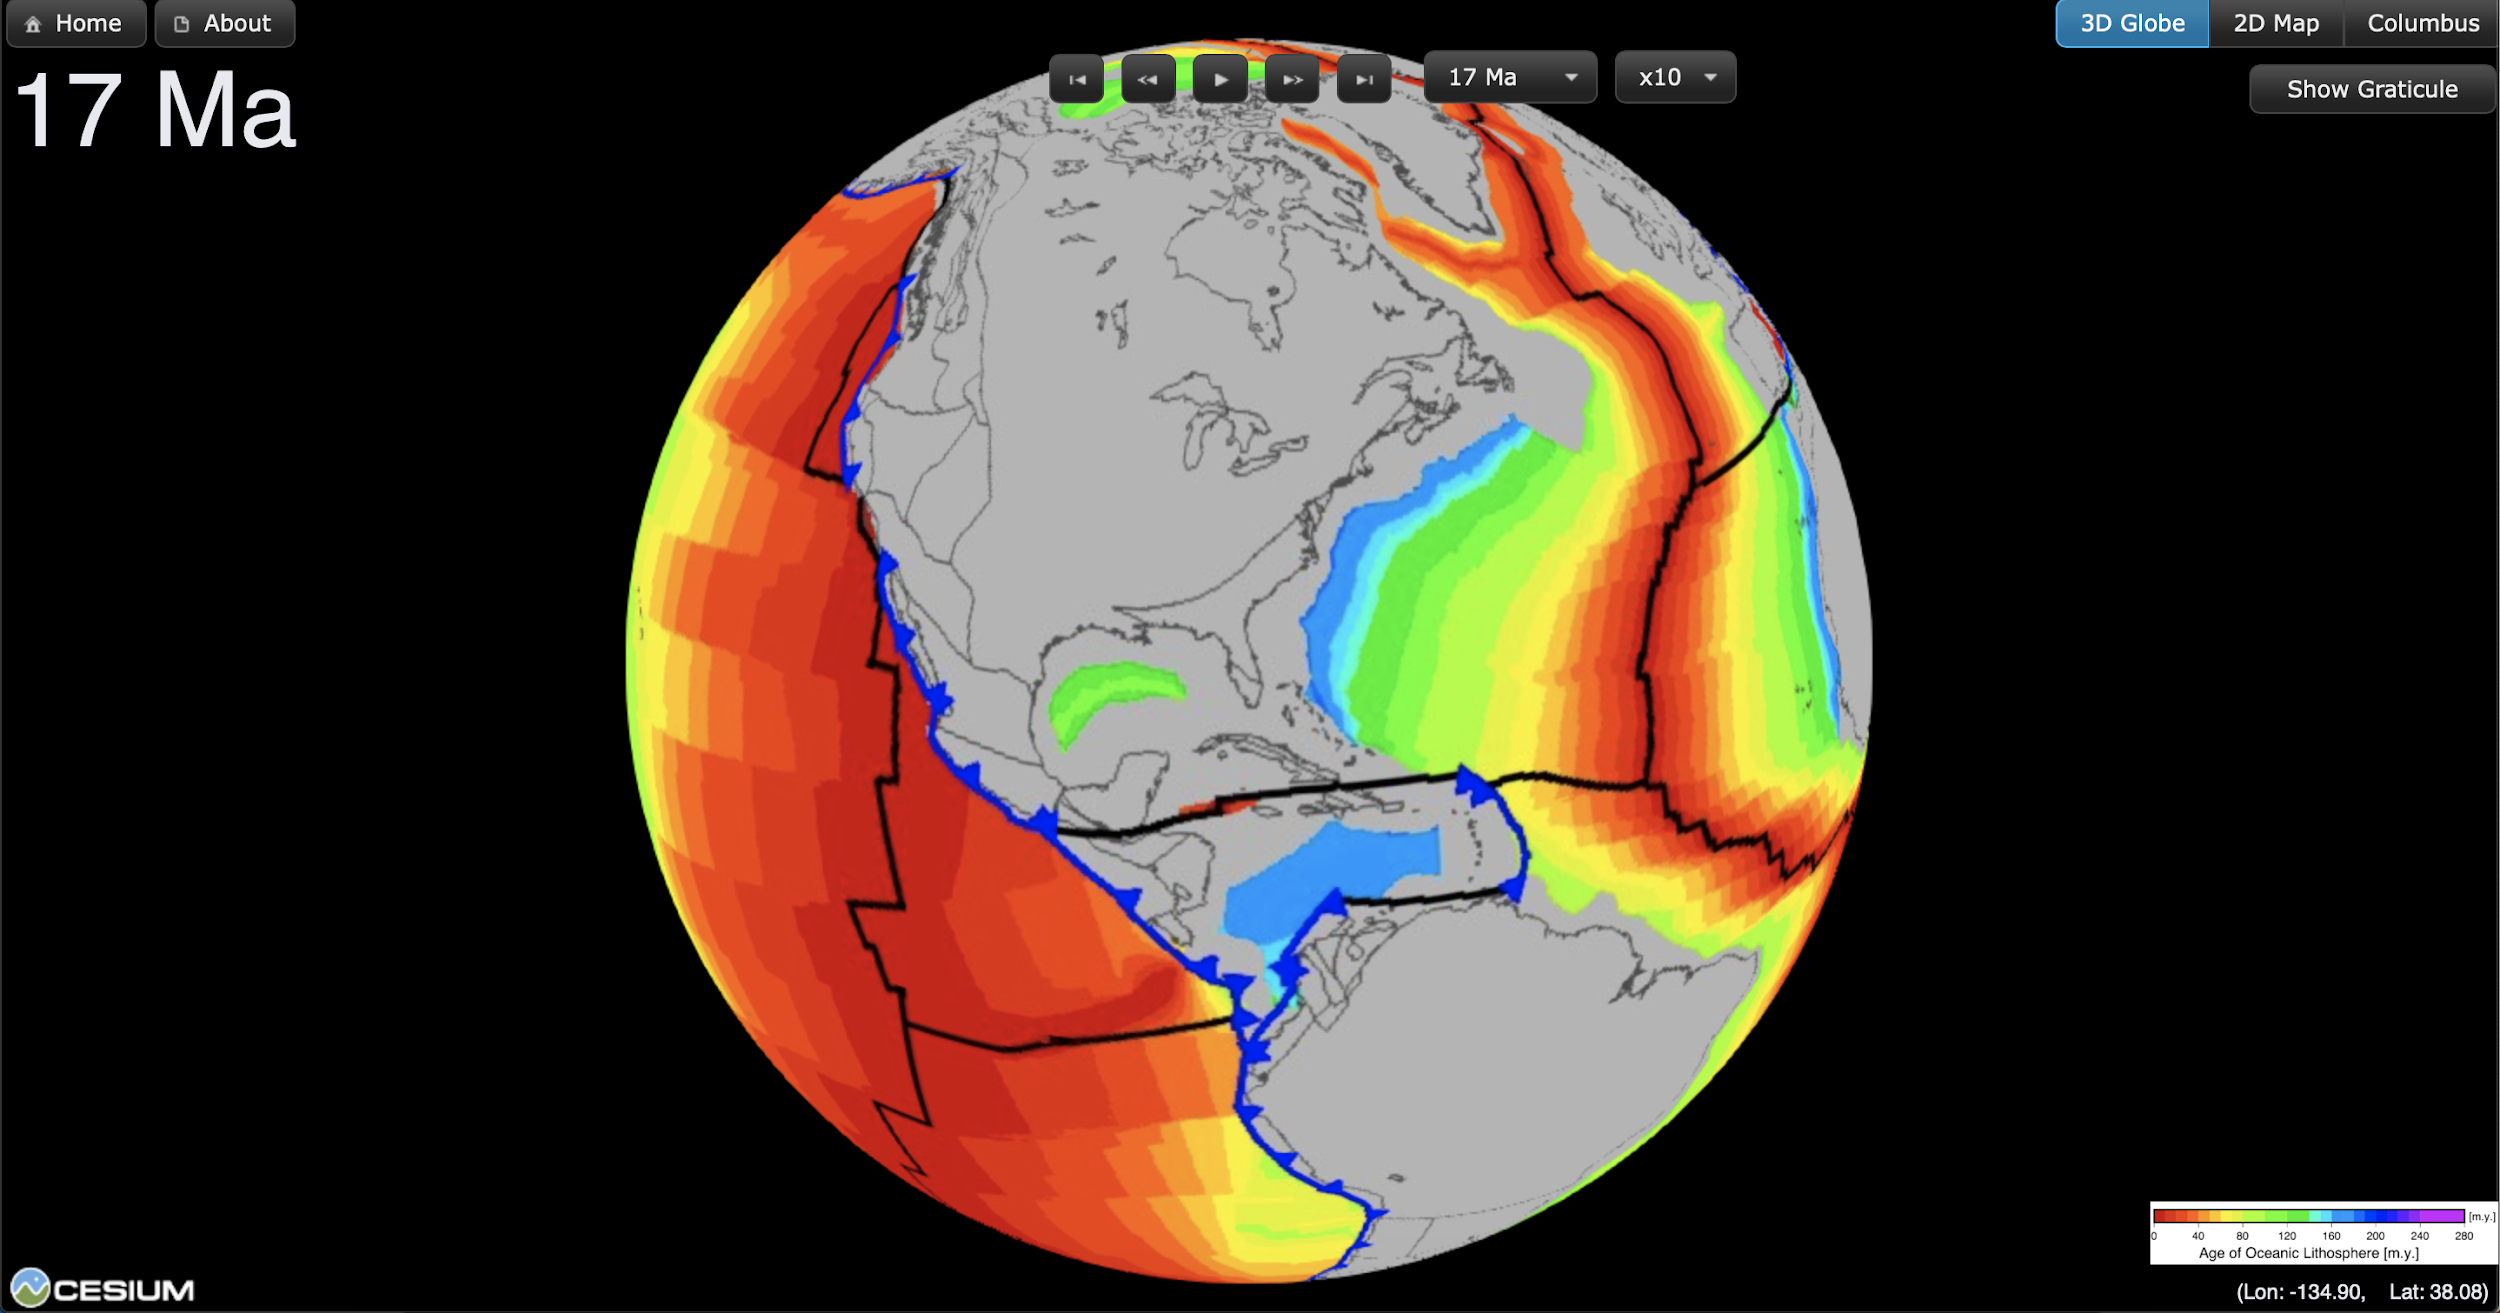 Home
About
3D Globe
2D Map
Columbus
17 Ma
17 Ma
x10
Show Graticule
[m.y.]
0 40 80 120 160 200 240 280
Age of Oceanic Lithosphere [m.y.]
CESIUM
(Lon: -134.90, Lat: 38.08)